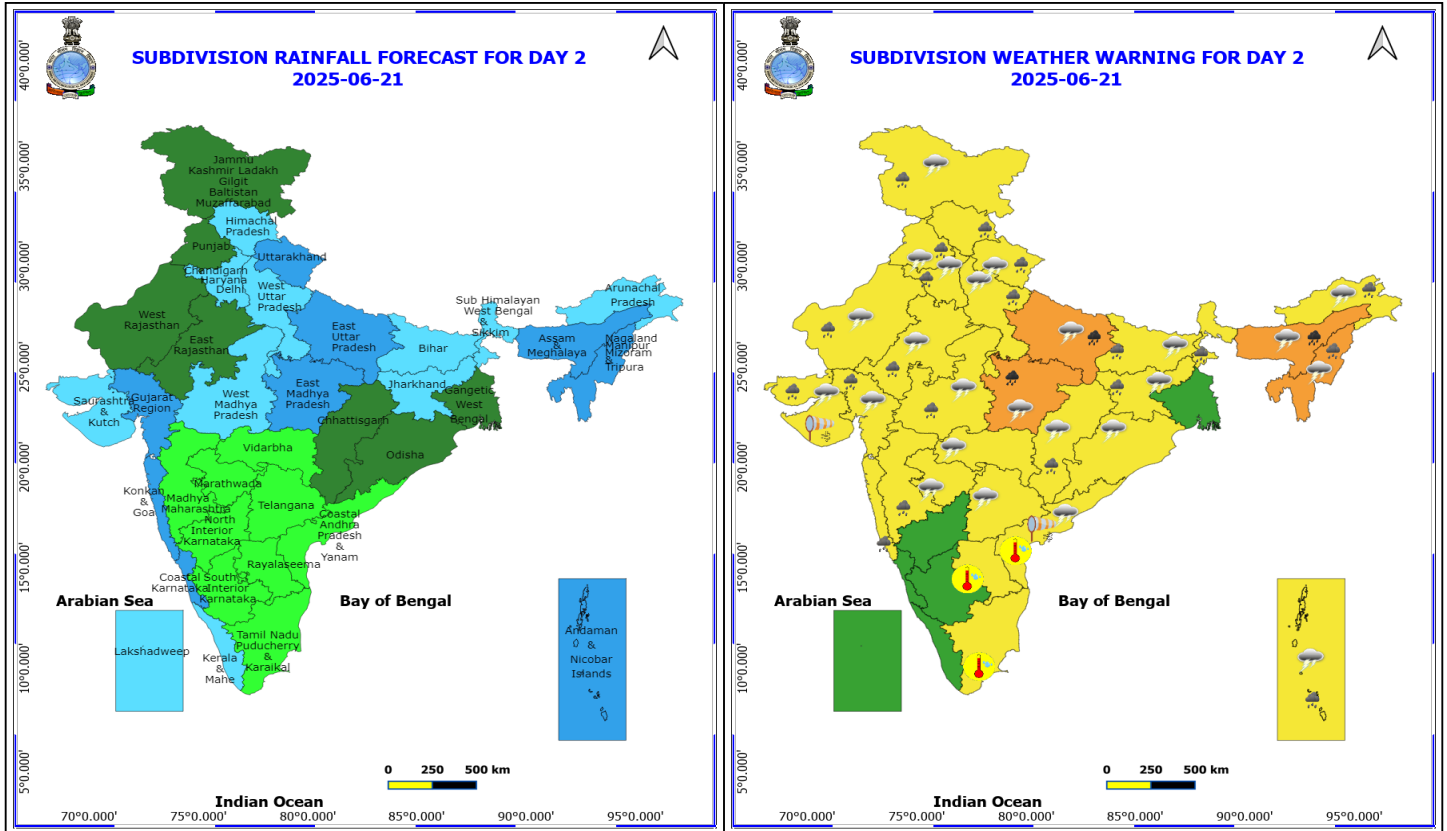 SUBDIVISION RAINFALL FORECAST FOR DAY 2
2025-06-21
40°0.000'
35°0.000'
30°0.000'
25°0.000'
20°0.000'
15°0.000'
10°0.000'
5°0.000'
Jammu
Kashmir Ladakh
Gilgit
Baltistan
Muzaffarabad
Himachal
Pradesh
Punjab
Uttarakhand
Chandigarh
Haryana
Delhi
West
Uttar
Pradesh
West
Rajasthan
East
Rajasthan
East
Uttar
Pradesh
Bihar
Sub Himalayan
West Bengal
&
Sikkim
Arunachal
Pradesh
Assam
&
Meghalaya
Nagaland
Manipur
Mizoram
&
Tripura
Saurashtra
&
Kutch
Gujarat
Region
West
Madhya
Pradesh
East
Madhya
Pradesh
Jharkhand
Gangetic
West
Bengal
Chhattisgarh
Odisha
Vidarbha
Marathwada
Madhya
Maharashtra
Konkan
&
Goa
Telangana
North
Interior
Karnataka
Coastal
Andhra
Pradesh
&
Yanam
Rayalaseema
Coastal
Karnataka
South
Interior
Karnataka
Tamil Nadu
Puducherry
&
Karaikal
Kerala
&
Mahe
Lakshadweep
Andaman
&
Nicobar
Islands
Arabian Sea
Bay of Bengal
0 250 500 km
Indian Ocean
70°0.000' 75°0.000' 80°0.000' 85°0.000' 90°0.000' 95°0.000'
SUBDIVISION WEATHER WARNING FOR DAY 2
2025-06-21
40°0.000'
35°0.000'
30°0.000'
25°0.000'
20°0.000'
15°0.000'
10°0.000'
5°0.000'
Arabian Sea
Bay of Bengal
0 250 500 km
Indian Ocean
70°0.000' 75°0.000' 80°0.000' 85°0.000' 90°0.000' 95°0.000'